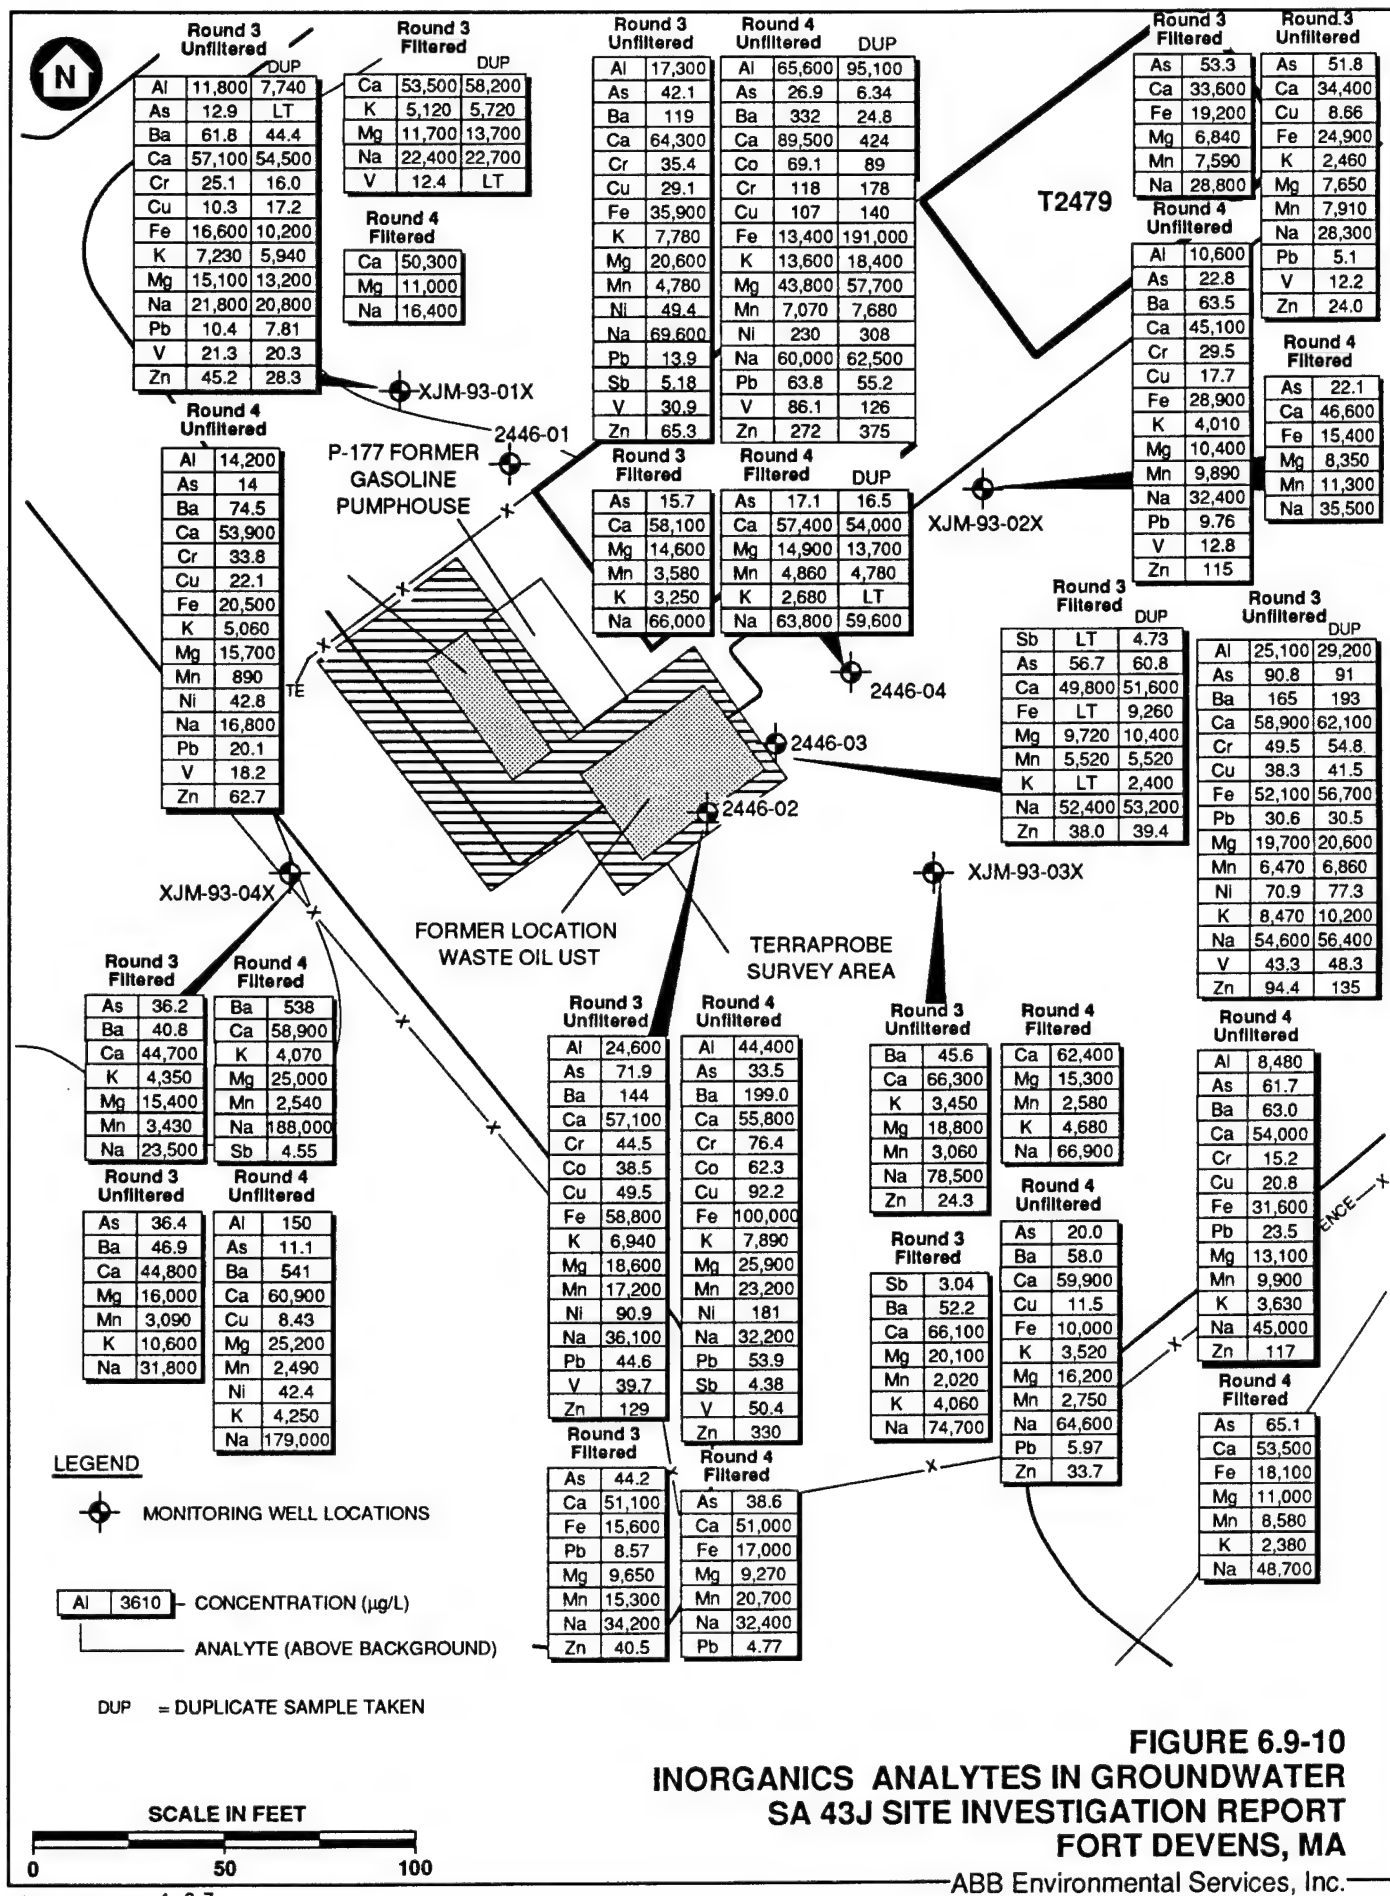 N
Round 3
Unfiltered
DUP
Al 11,800 7,740
As 12.9 LT
Ba 61.8 44.4
Ca 57,100 54,500
Cr 25.1 16.0
Cu 10.3 17.2
Fe 16,600 10,200
K 7,230 5,940
Mg 15,100 13,200
Na 21,800 20,800
Pb 10.4 7.81
V 21.3 20.3
Zn 45.2 28.3
Round 3
Filtered
DUP
Ca 53,500 58,200
K 5,120 5,720
Mg 11,700 13,700
Na 22,400 22,700
V 12.4 LT
Round 4
Filtered
Ca 50,300
Mg 11,000
Na 16,400
XJM-93-01X
Round 4
Unfiltered
Al 14,200
As 14
Ba 74.5
Ca 53,900
Cr 33.8
Cu 22.1
Fe 20,500
K 5,060
Mg 15,700
Mn 890
Ni 42.8
Na 16,800
Pb 20.1
V 18.2
Zn 62.7
Round 3
Unfiltered
Al 17,300
As 42.1
Ba 119
Ca 64,300
Cr 35.4
Cu 29.1
Fe 35,900
K 7,780
Mg 20,600
Mn 4,780
Ni 49.4
Na 69,600
Pb 13.9
Sb 5.18
V 30.9
Zn 65.3
Round 4
Unfiltered
DUP
Al 65,600 95,100
As 26.9 6.34
Ba 332 24.8
Ca 89,500 424
Co 69.1 89
Cr 118 178
Cu 107 140
Fe 13,400 191,000
K 13,600 18,400
Mg 43,800 57,700
Mn 7,070 7,680
Ni 230 308
Na 60,000 62,500
Pb 63.8 55.2
V 86.1 126
Zn 272 375
Round 3
Filtered
As 15.7
Ca 58,100
Mg 14,600
Mn 3,580
K 3,250
Na 66,000
Round 4
Filtered
DUP
As 17.1 16.5
Ca 57,400 54,000
Mg 14,900 13,700
Mn 4,860 4,780
K 2,680 LT
Na 63,800 59,600
T2479
Round 3
Filtered
As 53.3
Ca 33,600
Fe 19,200
Mg 6,840
Mn 7,590
Na 28,800
Round.3
Unfiltered
As 51.8
Ca 34,400
Cu 8.66
Fe 24,900
K 2,460
Mg 7,650
Mn 7,910
Na 28,300
Pb 5.1
V 12.2
Zn 24.0
Round 4
Unfiltered
Al 10,600
As 22.8
Ba 63.5
Ca 45,100
Cr 29.5
Cu 17.7
Fe 28,900
K 4,010
Mg 10,400
Mn 9,890
Na 32,400
Pb 9.76
V 12.8
Zn 115
Round 4
Filtered
As 22.1
Ca 46,600
Fe 15,400
Mg 8,350
Mn 11,300
Na 35,500
2446-01
P-177 FORMER
GASOLINE
PUMPHOUSE
XJM-93-02X
2446-04
2446-03
2446-02
TE
Round 3
Filtered
DUP
Sb LT 4.73
As 56.7 60.8
Ca 49,800 51,600
Fe LT 9,260
Mg 9,720 10,400
Mn 5,520 5,520
K LT 2,400
Na 52,400 53,200
Zn 38.0 39.4
Round 3
Unfiltered
DUP
Al 25,100 29,200
As 90.8 91
Ba 165 193
Ca 58,900 62,100
Cr 49.5 54.8
Cu 38.3 41.5
Fe 52,100 56,700
Pb 30.6 30.5
Mg 19,700 20,600
Mn 6,470 6,860
Ni 70.9 77.3
K 8,470 10,200
Na 54,600 56,400
V 43.3 48.3
Zn 94.4 135
XJM-93-04X
XJM-93-03X
FORMER LOCATION
WASTE OIL UST
TERRAPROBE
SURVEY AREA
Round 3
Filtered
As 36.2
Ba 40.8
Ca 44,700
K 4,350
Mg 15,400
Mn 3,430
Na 23,500
Round 4
Filtered
Ba 538
Ca 58,900
K 4,070
Mg 25,000
Mn 2,540
Na 188,000
Sb 4.55
Round 3
Unfiltered
As 36.4
Ba 46.9
Ca 44,800
Mg 16,000
Mn 3,090
K 10,600
Na 31,800
Round 4
Unfiltered
Al 150
As 11.1
Ba 541
Ca 60,900
Cu 8.43
Mg 25,200
Mn 2,490
Ni 42.4
K 4,250
Na 179,000
Round 3
Unfiltered
Al 24,600
As 71.9
Ba 144
Ca 57,100
Cr 44.5
Co 38.5
Cu 49.5
Fe 58,800
K 6,940
Mg 18,600
Mn 17,200
Ni 90.9
Na 36,100
Pb 44.6
V 39.7
Zn 129
Round 4
Unfiltered
Al 44,400
As 33.5
Ba 199.0
Ca 55,800
Cr 76.4
Co 62.3
Cu 92.2
Fe 100,000
K 7,890
Mg 25,900
Mn 23,200
Ni 181
Na 32,200
Pb 53.9
Sb 4.38
V 50.4
Zn 330
Round 3
Filtered
As 44.2
Ca 51,100
Fe 15,600
Pb 8.57
Mg 9,650
Mn 15,300
Na 34,200
Zn 40.5
Round 4
Filtered
As 38.6
Ca 51,000
Fe 17,000
Mg 9,270
Mn 20,700
Na 32,400
Pb 4.77
Round 3
Unfiltered
Ba 45.6
Ca 66,300
K 3,450
Mg 18,800
Mn 3,060
Na 78,500
Zn 24.3
Round 4
Filtered
Ca 62,400
Mg 15,300
Mn 2,580
K 4,680
Na 66,900
Round 3
Filtered
Sb 3.04
Ba 52.2
Ca 66,100
Mg 20,100
Mn 2,020
K 4,060
Na 74,700
Round 4
Unfiltered
As 20.0
Ba 58.0
Ca 59,900
Cu 11.5
Fe 10,000
K 3,520
Mg 16,200
Mn 2,750
Na 64,600
Pb 5.97
Zn 33.7
Round 4
Unfiltered
Al 8,480
As 61.7
Ba 63.0
Ca 54,000
Cr 15.2
Cu 20.8
Fe 31,600
Pb 23.5
Mg 13,100
Mn 9,900
K 3,630
Na 45,000
Zn 117
ENCE
Round 4
Filtered
As 65.1
Ca 53,500
Fe 18,100
Mg 11,000
Mn 8,580
K 2,380
Na 48,700
LEGEND
MONITORING WELL LOCATIONS
Al 3610 CONCENTRATION (µg/L)
ANALYTE (ABOVE BACKGROUND)
DUP = DUPLICATE SAMPLE TAKEN
SCALE IN FEET
0 50 100
FIGURE 6.9-10
INORGANICS ANALYTES IN GROUNDWATER
SA 43J SITE INVESTIGATION REPORT
FORT DEVENS, MA
ABB Environmental Services, Inc.